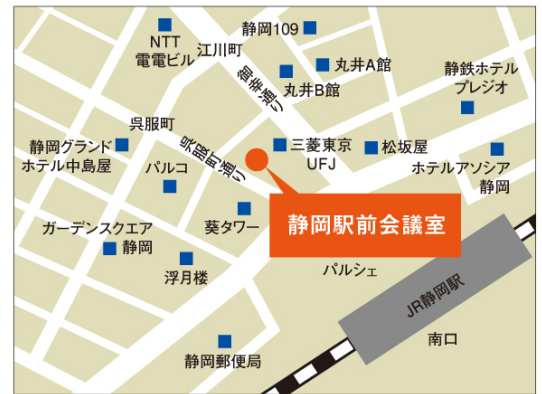 NTT
電電ビル
江川町
静岡109
御幸通り
丸井A館
丸井B館
静鉄ホテル
プレジオ
呉服町
呉服町通り
静岡グランド
ホテル中島屋
パルコ
三菱東京
UFJ
松坂屋
ホテルアソシア
静岡
ガーデンスクエア
静岡
葵タワー
静岡駅前会議室
浮月楼
パルシェ
JR静岡駅
南口
静岡郵便局